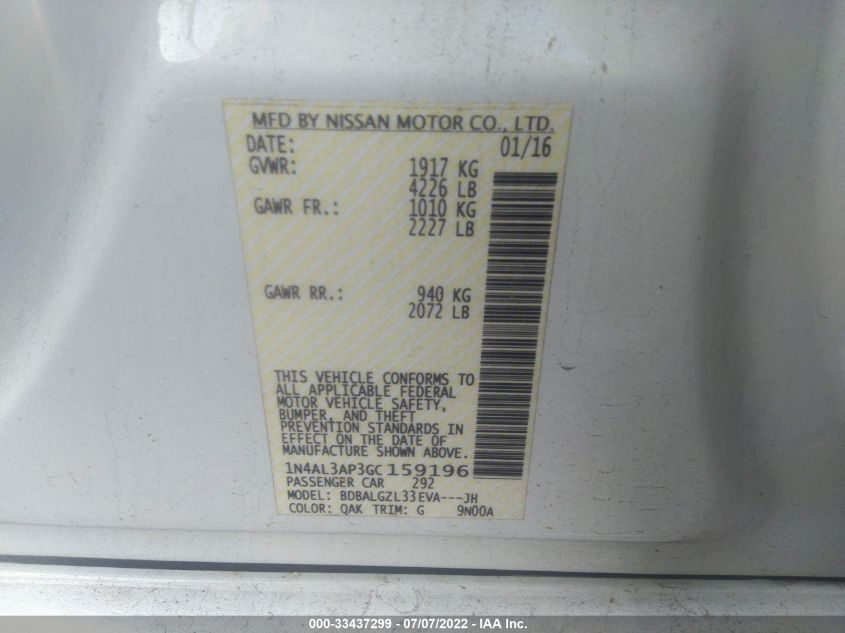 MFD BY NISSAN MOTOR CO., LTD.
DATE: 01/16
GVWR: 1917 KG
4226 LB
GAWR FR.: 1010 KG
2227 LB
GAWR RR.: 940 KG
2072 LB
THIS VEHICLE CONFORMS TO
ALL APPLICABLE FEDERAL
MOTOR VEHICLE SAFETY,
BUMPER, AND THEFT
PREVENTION STANDARDS IN
EFFECT ON THE DATE OF
MANUFACTURE SHOWN ABOVE.
1N4AL3AP3GC159196
PASSENGER CAR 292
MODEL: BDBALGZL33EVA---JH
COLOR: QAK TRIM: G 9N00A
000-33437299 - 07/07/2022 - IAA Inc.